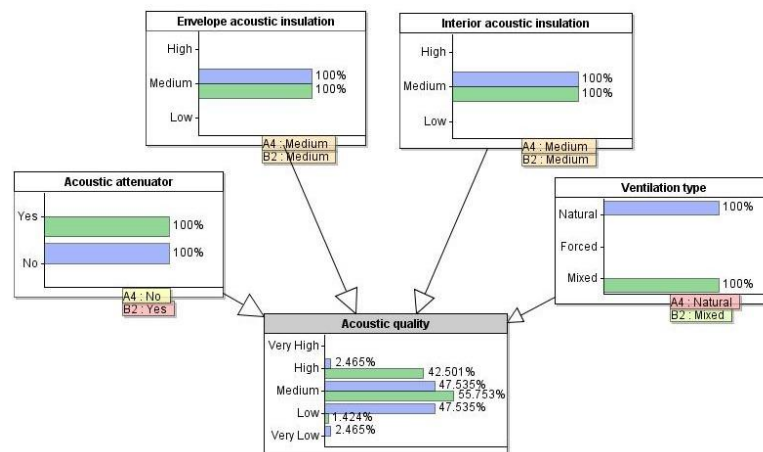 Envelope acoustic insulation
High
Medium
100%
100%
Low
A4 : Medium
B2 : Medium
Interior acoustic insulation
High
Medium
100%
100%
Low
A4 : Medium
B2 : Medium
Acoustic attenuator
Yes
100%
No
100%
A4 : No
B2 : Yes
Ventilation type
Natural
100%
Forced
Mixed
100%
A4 : Natural
B2 : Mixed
Acoustic quality
Very High
High
2.465%
42.501%
Medium
47.535%
55.753%
Low
47.535%
1.424%
Very Low
2.465%